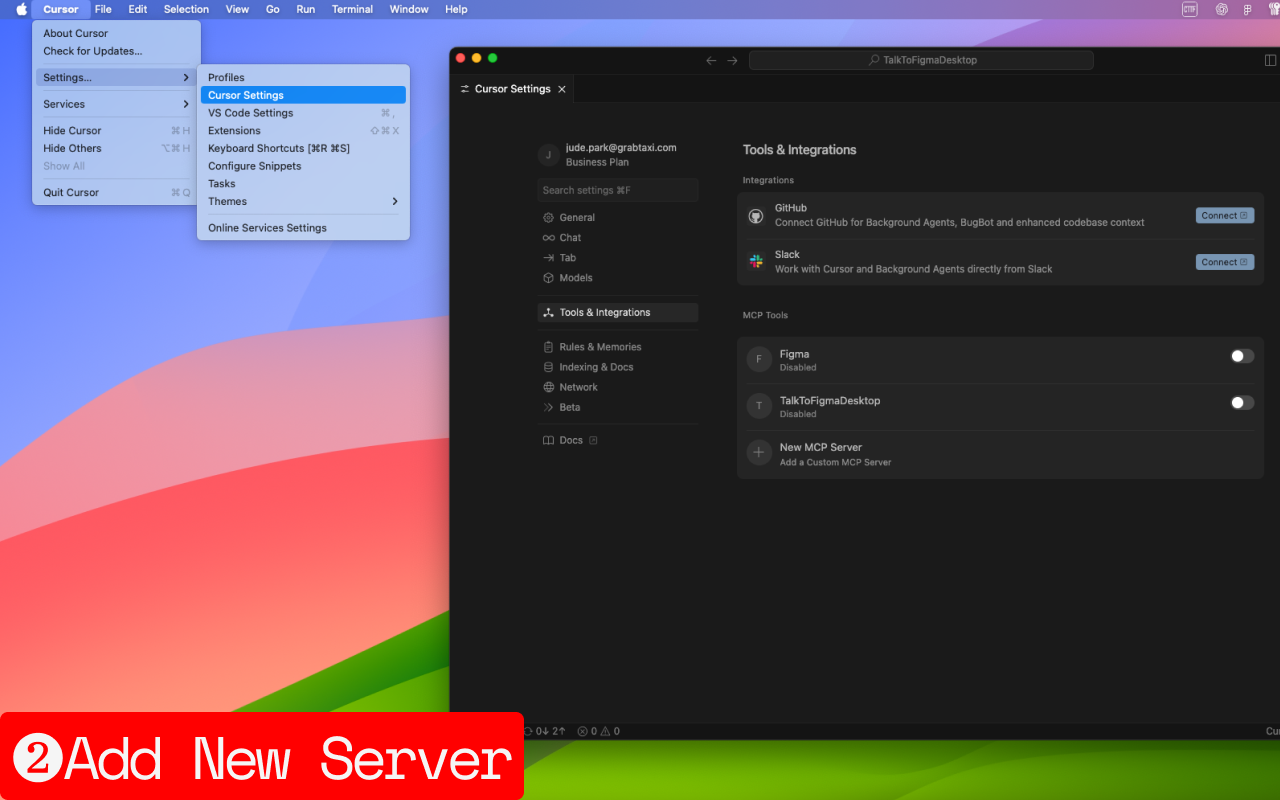 Cursor File Edit Selection View Go Run Terminal Window Help
About Cursor
Check for Updates...
Settings...
Services
Hide Cursor ⌘H
Hide Others ⌥⌘H
Show All
Quit Cursor ⌘Q
Profiles
Cursor Settings
VS Code Settings ⌘,
Extensions ⇧⌘X
Keyboard Shortcuts [⌘R ⌘S]
Configure Snippets
Tasks
Themes
Online Services Settings
TalkToFigmaDesktop
Cursor Settings
J
jude.park@grabtaxi.com
Business Plan
Search settings ⌘F
General
Chat
Tab
Models
Tools & Integrations
Rules & Memories
Indexing & Docs
Network
Beta
Docs
Tools & Integrations
Integrations
GitHub
Connect GitHub for Background Agents, BugBot and enhanced codebase context
Connect
Slack
Work with Cursor and Background Agents directly from Slack
Connect
MCP Tools
F
Figma
Disabled
T
TalkToFigmaDesktop
Disabled
New MCP Server
Add a Custom MCP Server
0↓ 2↑ 0 0
Cu
❷Add New Server